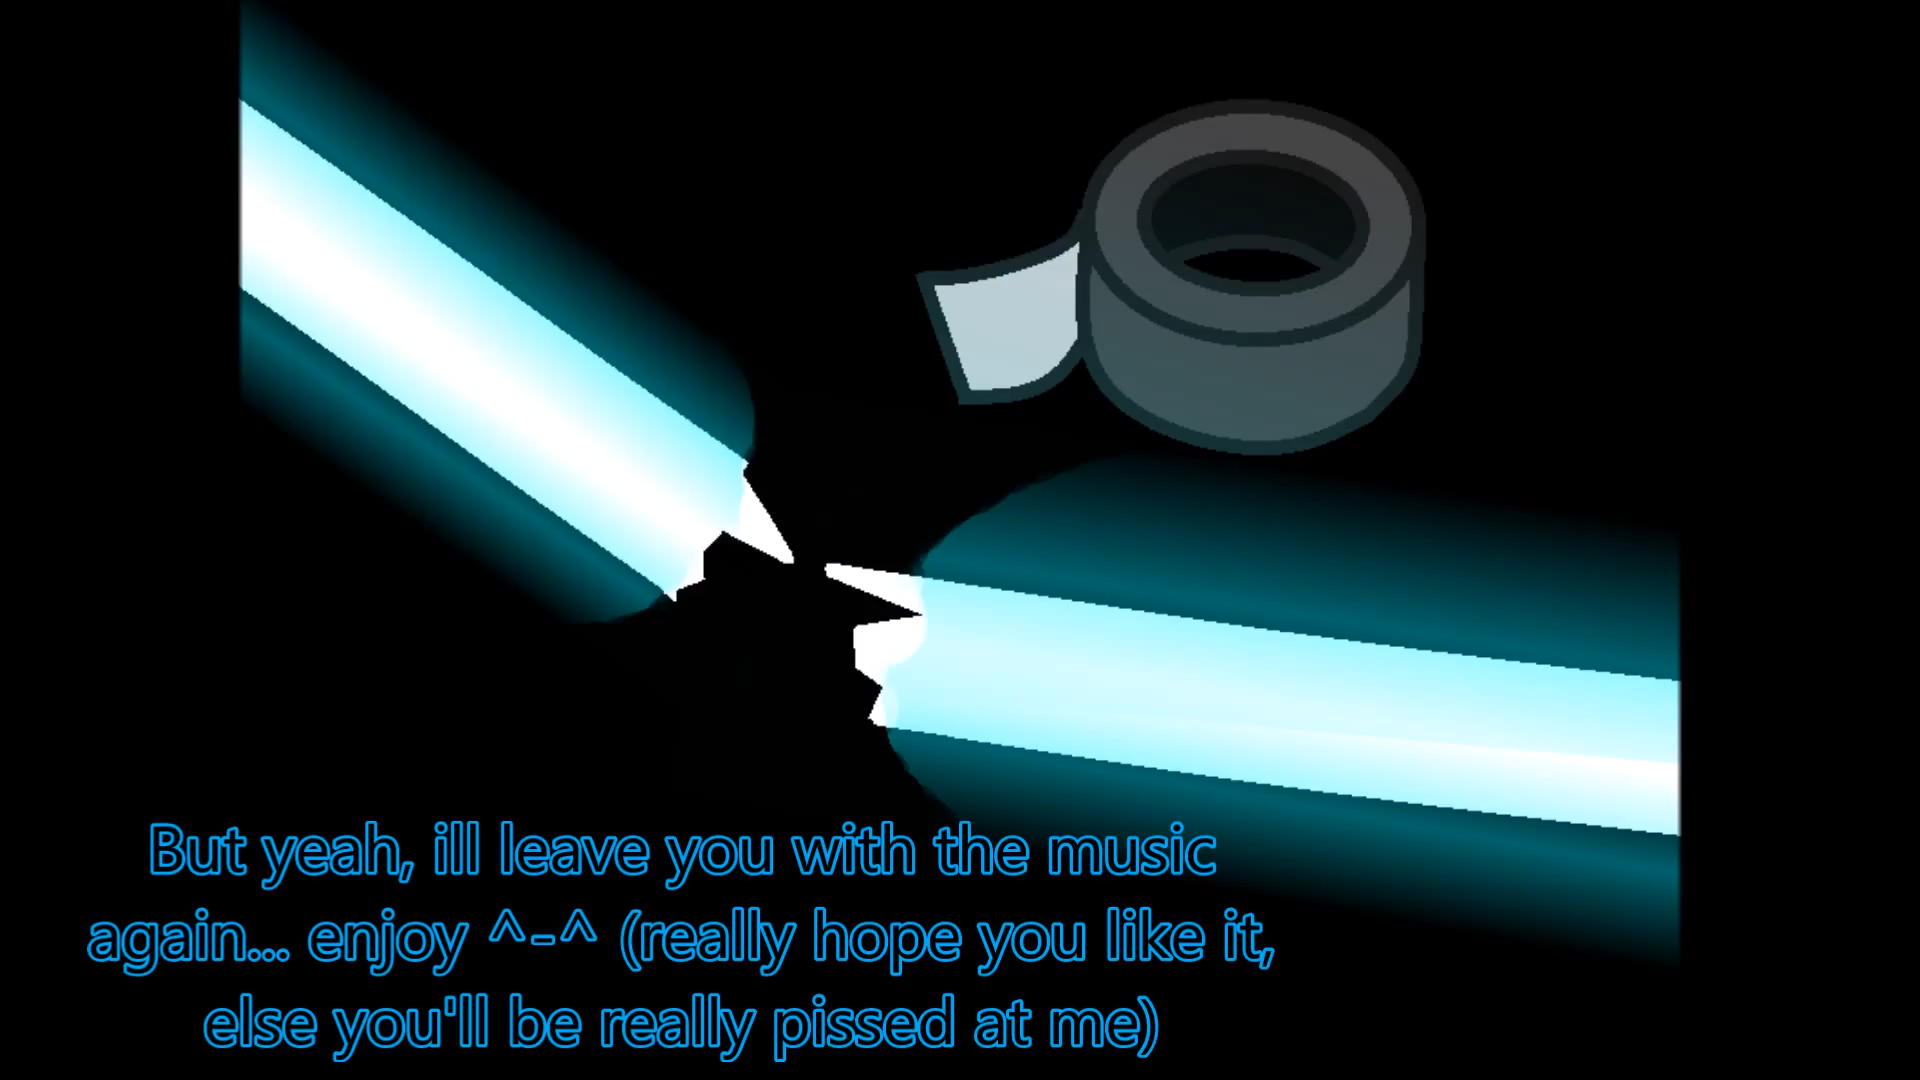 But yeah, ill leave you with the music
again... enjoy ^-^ (really hope you like it,
else you'll be really pissed at me)